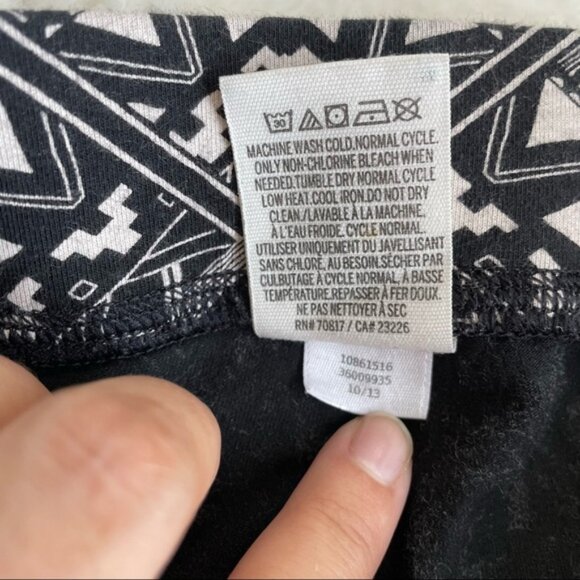 30
MACHINE WASH COLD.NORMAL CYCLE.
ONLY NON-CHLORINE BLEACH WHEN
NEEDED.TUMBLE DRY NORMAL CYCLE
LOW HEAT.COOL IRON.DO NOT DRY
CLEAN./LAVABLE À LA MACHINE,
À L'EAU FROIDE. CYCLE NORMAL.
UTILISER UNIQUEMENT DU JAVELLISANT
SANS CHLORE, AU BESOIN.SÉCHER PAR
CULBUTAGE À CYCLE NORMAL, À BASSE
TEMPÉRATURE.REPASSER À FER DOUX.
NE PAS NETTOYER À SEC
RN# 70817 / CA# 23226
10861516
36009935
10/13